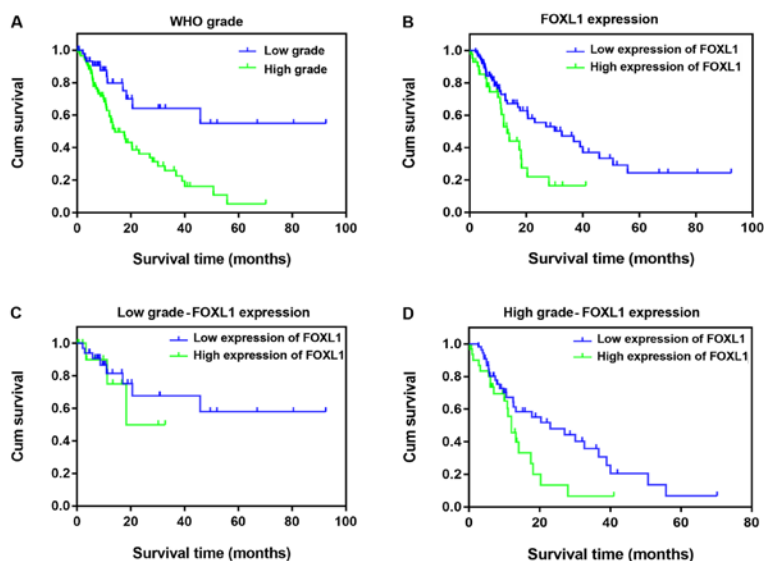 A
WHO grade
Low grade
High grade
1.0
0.8
0.6
0.4
0.2
0.0
0 20 40 60 80 100
Cum survival
Survival time (months)
B
FOXL1 expression
Low expression of FOXL1
High expression of FOXL1
1.0
0.8
0.6
0.4
0.2
0.0
0 20 40 60 80 100
Cum survival
Survival time (months)
C
Low grade-FOXL1 expression
Low expression of FOXL1
High expression of FOXL1
1.0
0.8
0.6
0.4
0.2
0.0
0 20 40 60 80 100
Cum survival
Survival time (months)
D
High grade-FOXL1 expression
Low expression of FOXL1
High expression of FOXL1
1.0
0.8
0.6
0.4
0.2
0.0
0 20 40 60 80
Cum survival
Survival time (months)